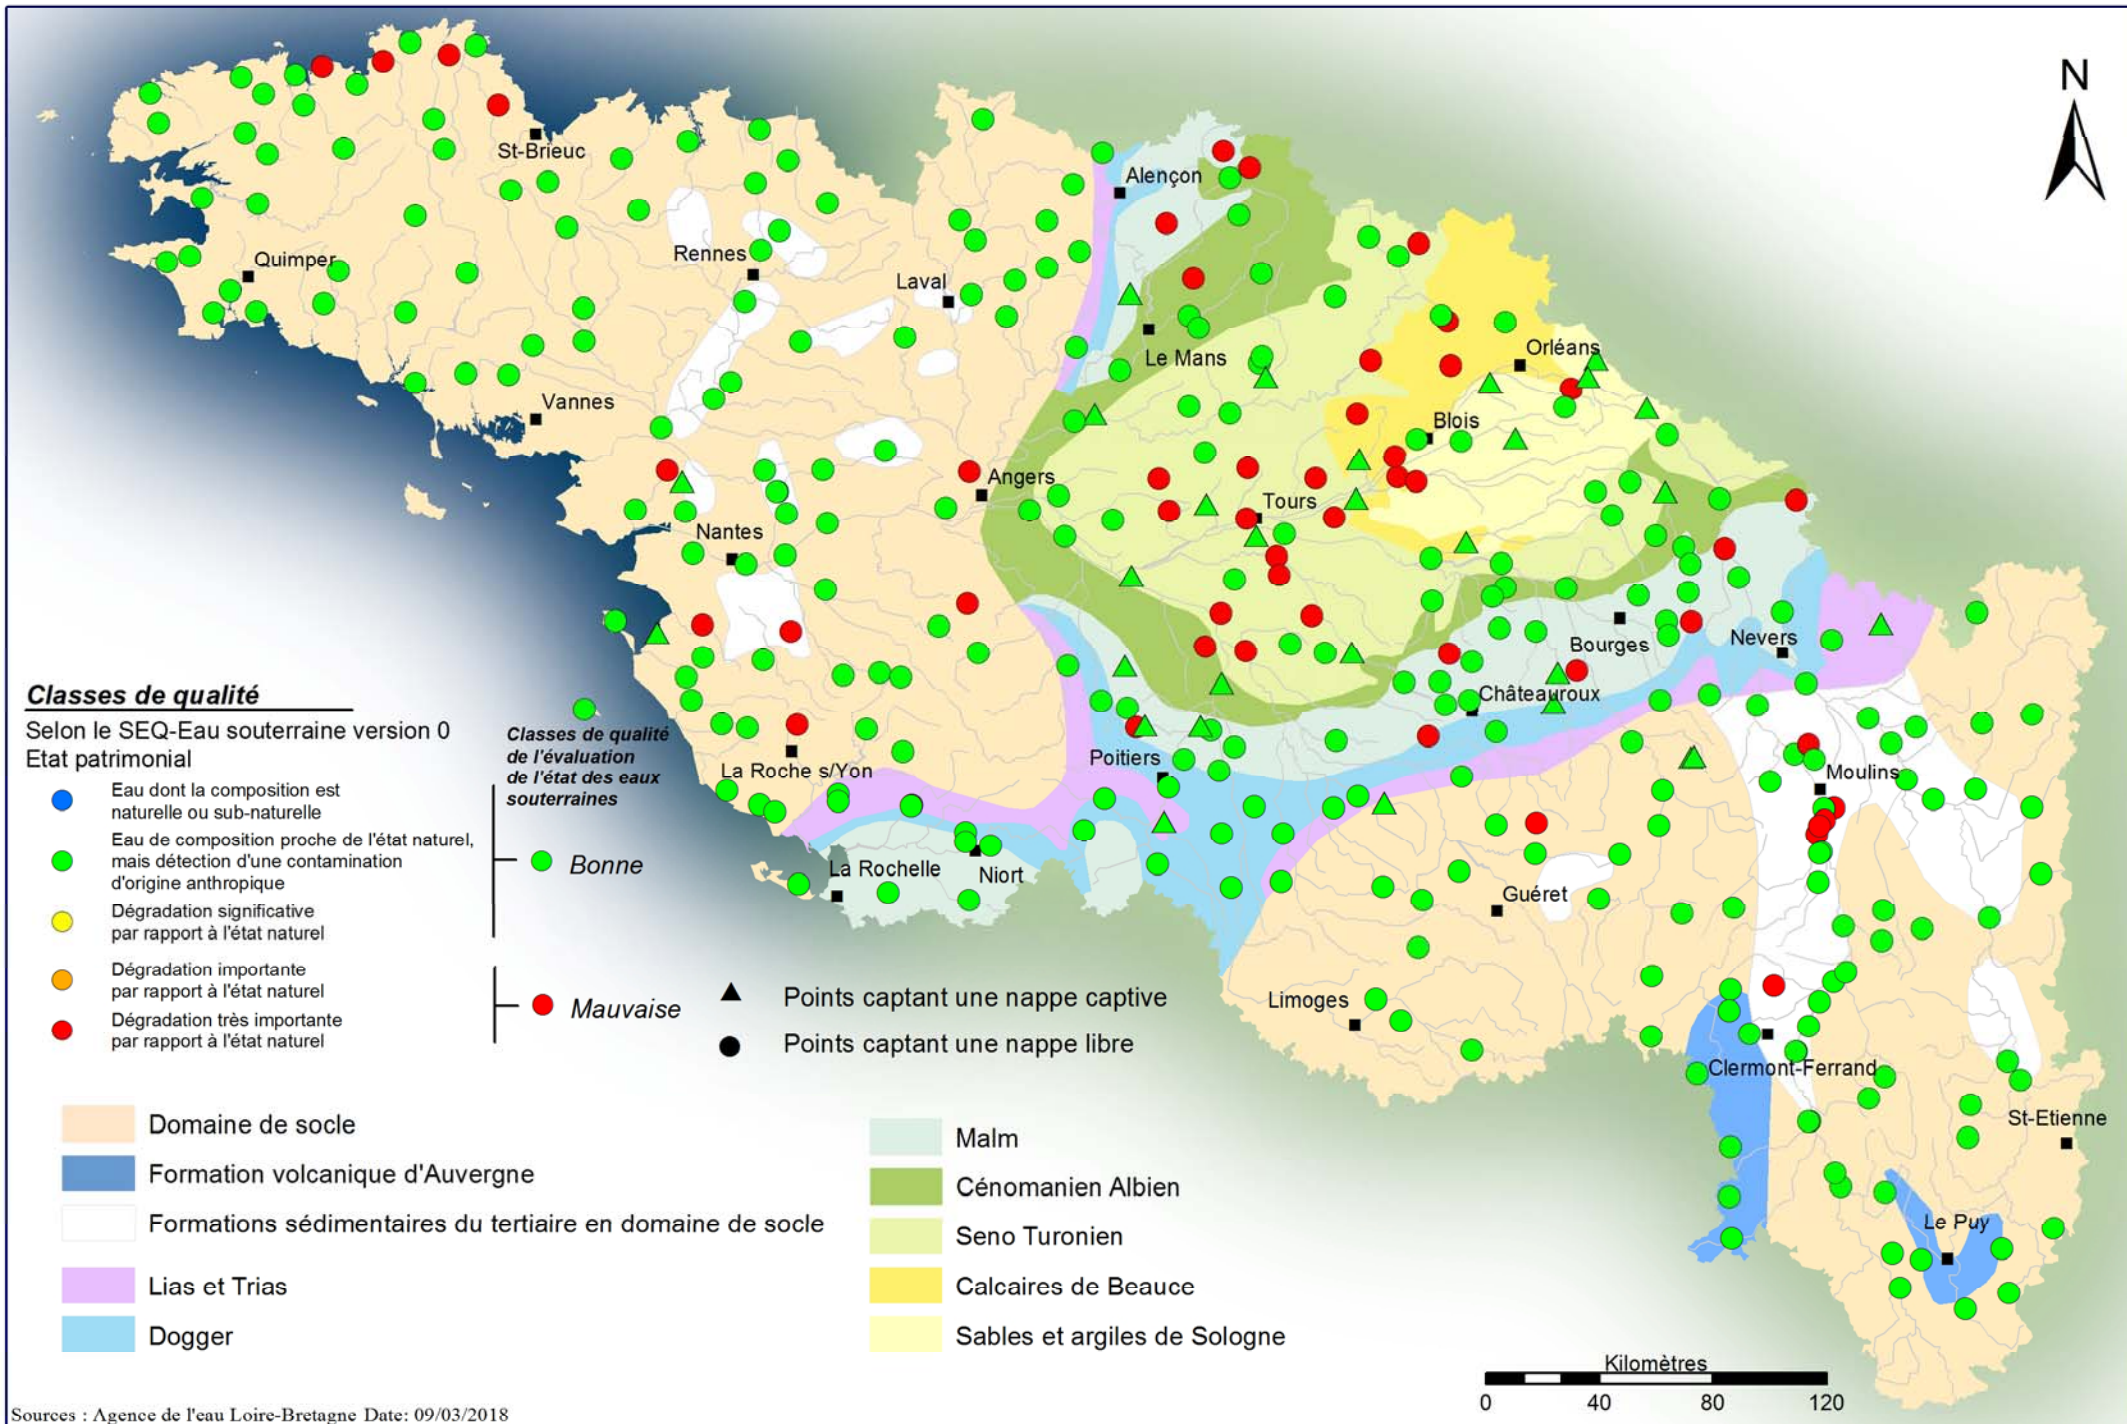 N
Alençon
St-Brieuc
Rennes
Quimper
Laval
Le Mans
Orléans
Vannes
Blois
Angers
Tours
Nantes
Bourges
Nevers
Châteauroux
Poitiers
La Roche s/Yon
Moulins
La Rochelle
Niort
Guéret
Limoges
Clermont-Ferrand
St-Etienne
Le Puy
Classes de qualité
Selon le SEQ-Eau souterraine version 0
Etat patrimonial
Eau dont la composition est
naturelle ou sub-naturelle
Eau de composition proche de l'état naturel,
mais détection d'une contamination
d'origine anthropique
Dégradation significative
par rapport à l'état naturel
Dégradation importante
par rapport à l'état naturel
Dégradation très importante
par rapport à l'état naturel
Classes de qualité
de l'évaluation
de l'état des eaux
souterraines
Bonne
Mauvaise
Points captant une nappe captive
Points captant une nappe libre
Domaine de socle
Formation volcanique d'Auvergne
Formations sédimentaires du tertiaire en domaine de socle
Lias et Trias
Dogger
Malm
Cénomanien Albien
Seno Turonien
Calcaires de Beauce
Sables et argiles de Sologne
Kilomètres
0 40 80 120
Sources : Agence de l'eau Loire-Bretagne Date: 09/03/2018